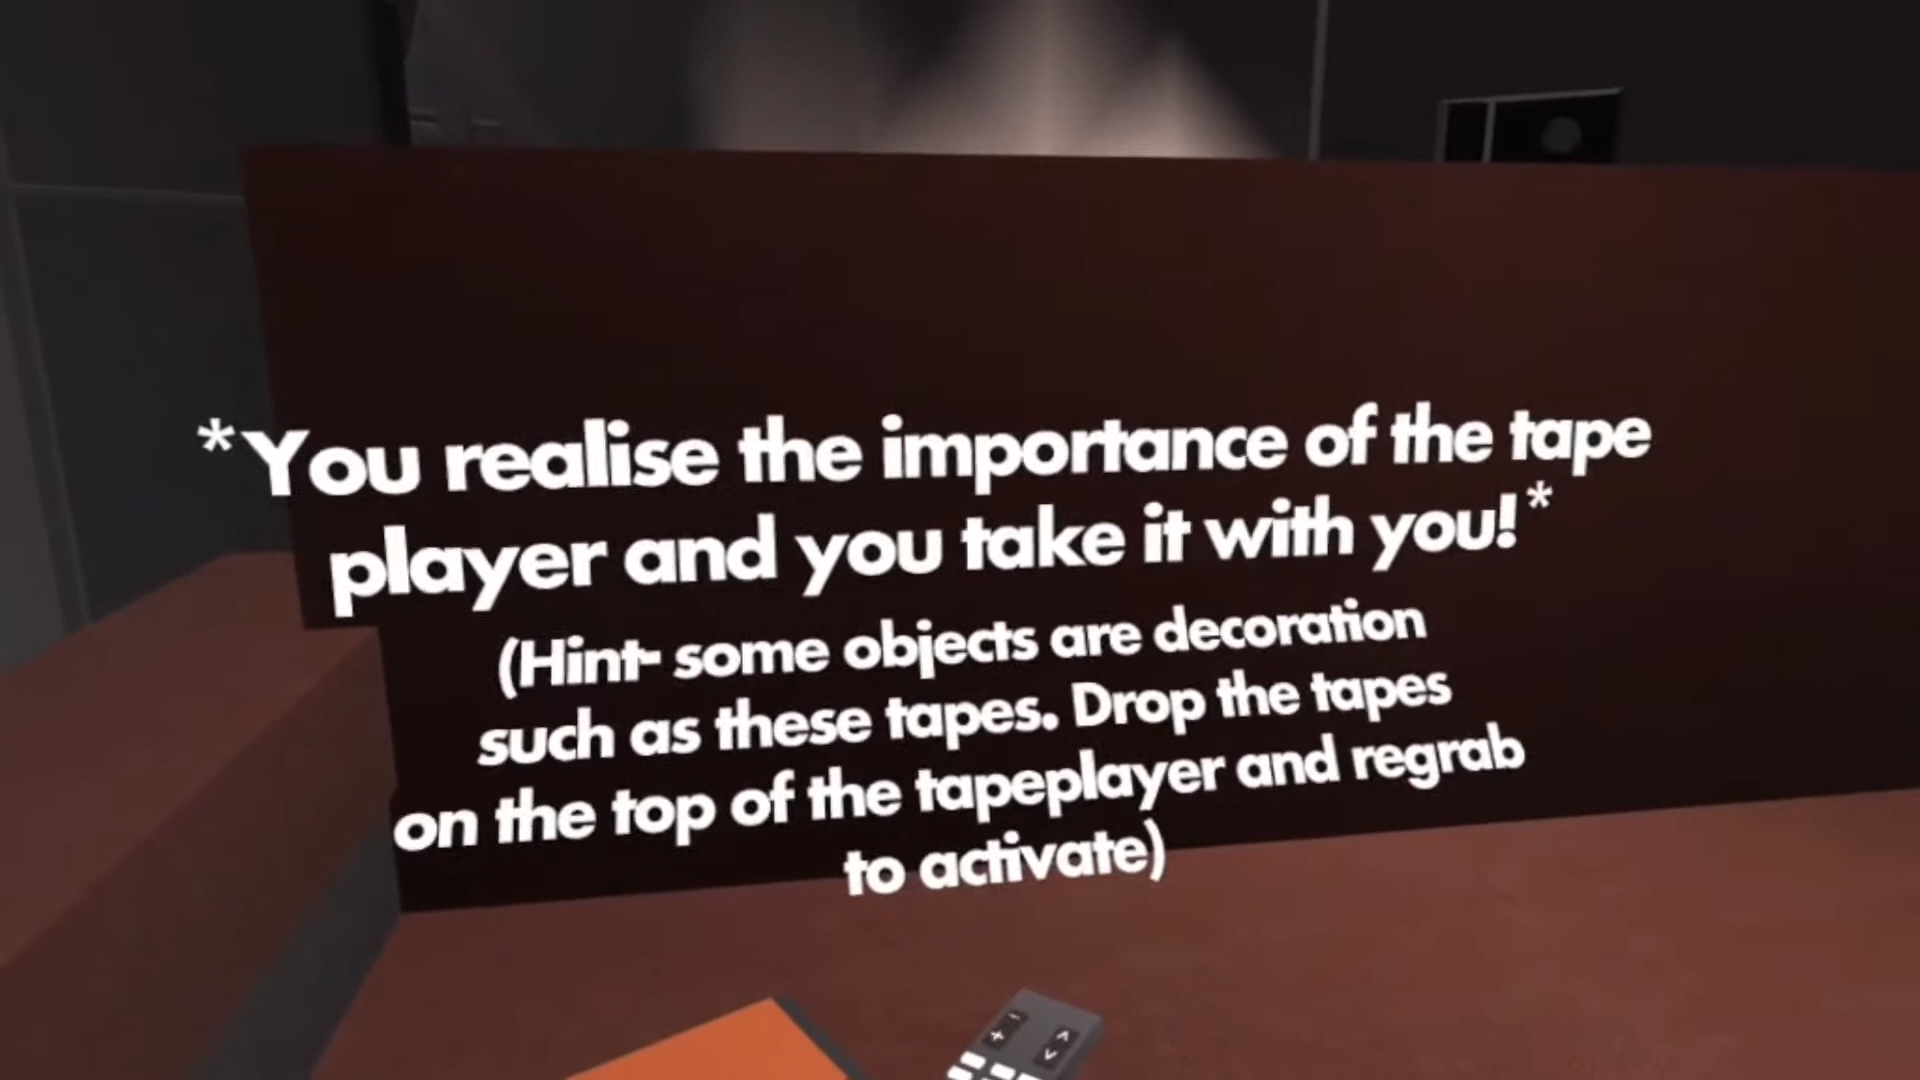 *You realise the importance of the tape
player and you take it with you!*
(Hint- some objects are decoration
such as these tapes. Drop the tapes
on the top of the tapeplayer and regrab
to activate)